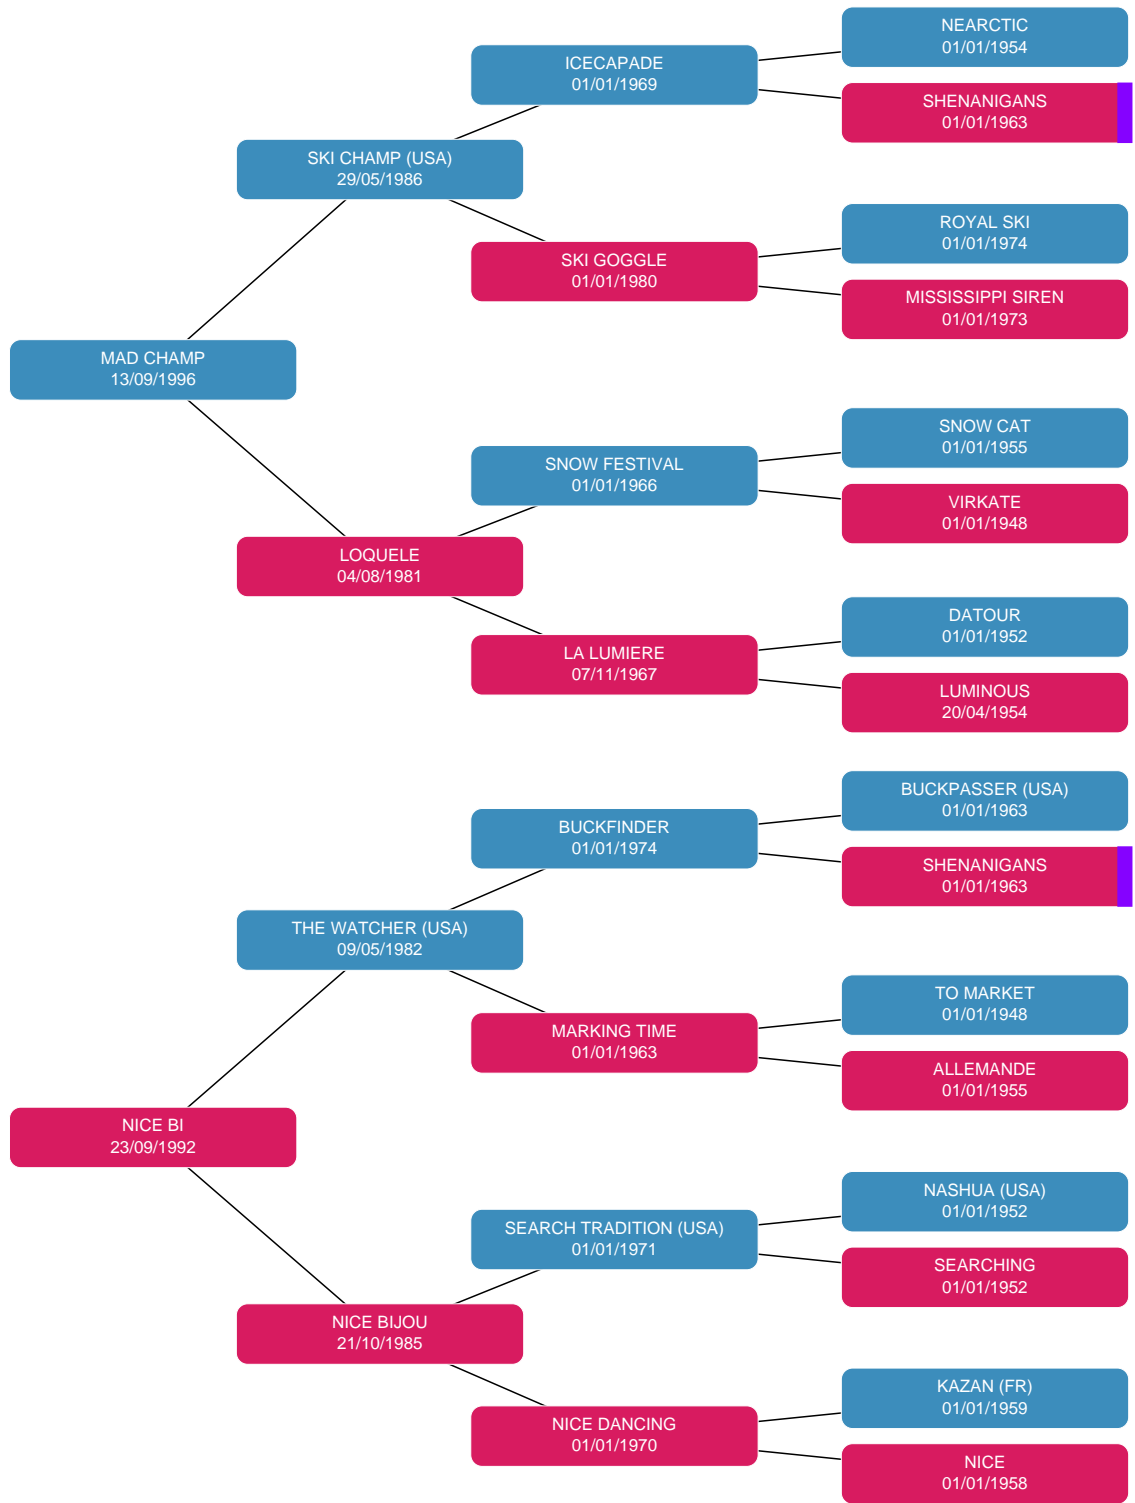 NEARCTIC
01/01/1954
ICECAPADE
01/01/1969
SHENANIGANS
01/01/1963
SKI CHAMP (USA)
29/05/1986
ROYAL SKI
01/01/1974
SKI GOGGLE
01/01/1980
MISSISSIPPI SIREN
01/01/1973
MAD CHAMP
13/09/1996
SNOW CAT
01/01/1955
SNOW FESTIVAL
01/01/1966
VIRKATE
01/01/1948
LOQUELE
04/08/1981
DATOUR
01/01/1952
LA LUMIERE
07/11/1967
LUMINOUS
20/04/1954
BUCKPASSER (USA)
01/01/1963
BUCKFINDER
01/01/1974
SHENANIGANS
01/01/1963
THE WATCHER (USA)
09/05/1982
TO MARKET
01/01/1948
MARKING TIME
01/01/1963
ALLEMANDE
01/01/1955
NICE BI
23/09/1992
NASHUA (USA)
01/01/1952
SEARCH TRADITION (USA)
01/01/1971
SEARCHING
01/01/1952
NICE BIJOU
21/10/1985
KAZAN (FR)
01/01/1959
NICE DANCING
01/01/1970
NICE
01/01/1958